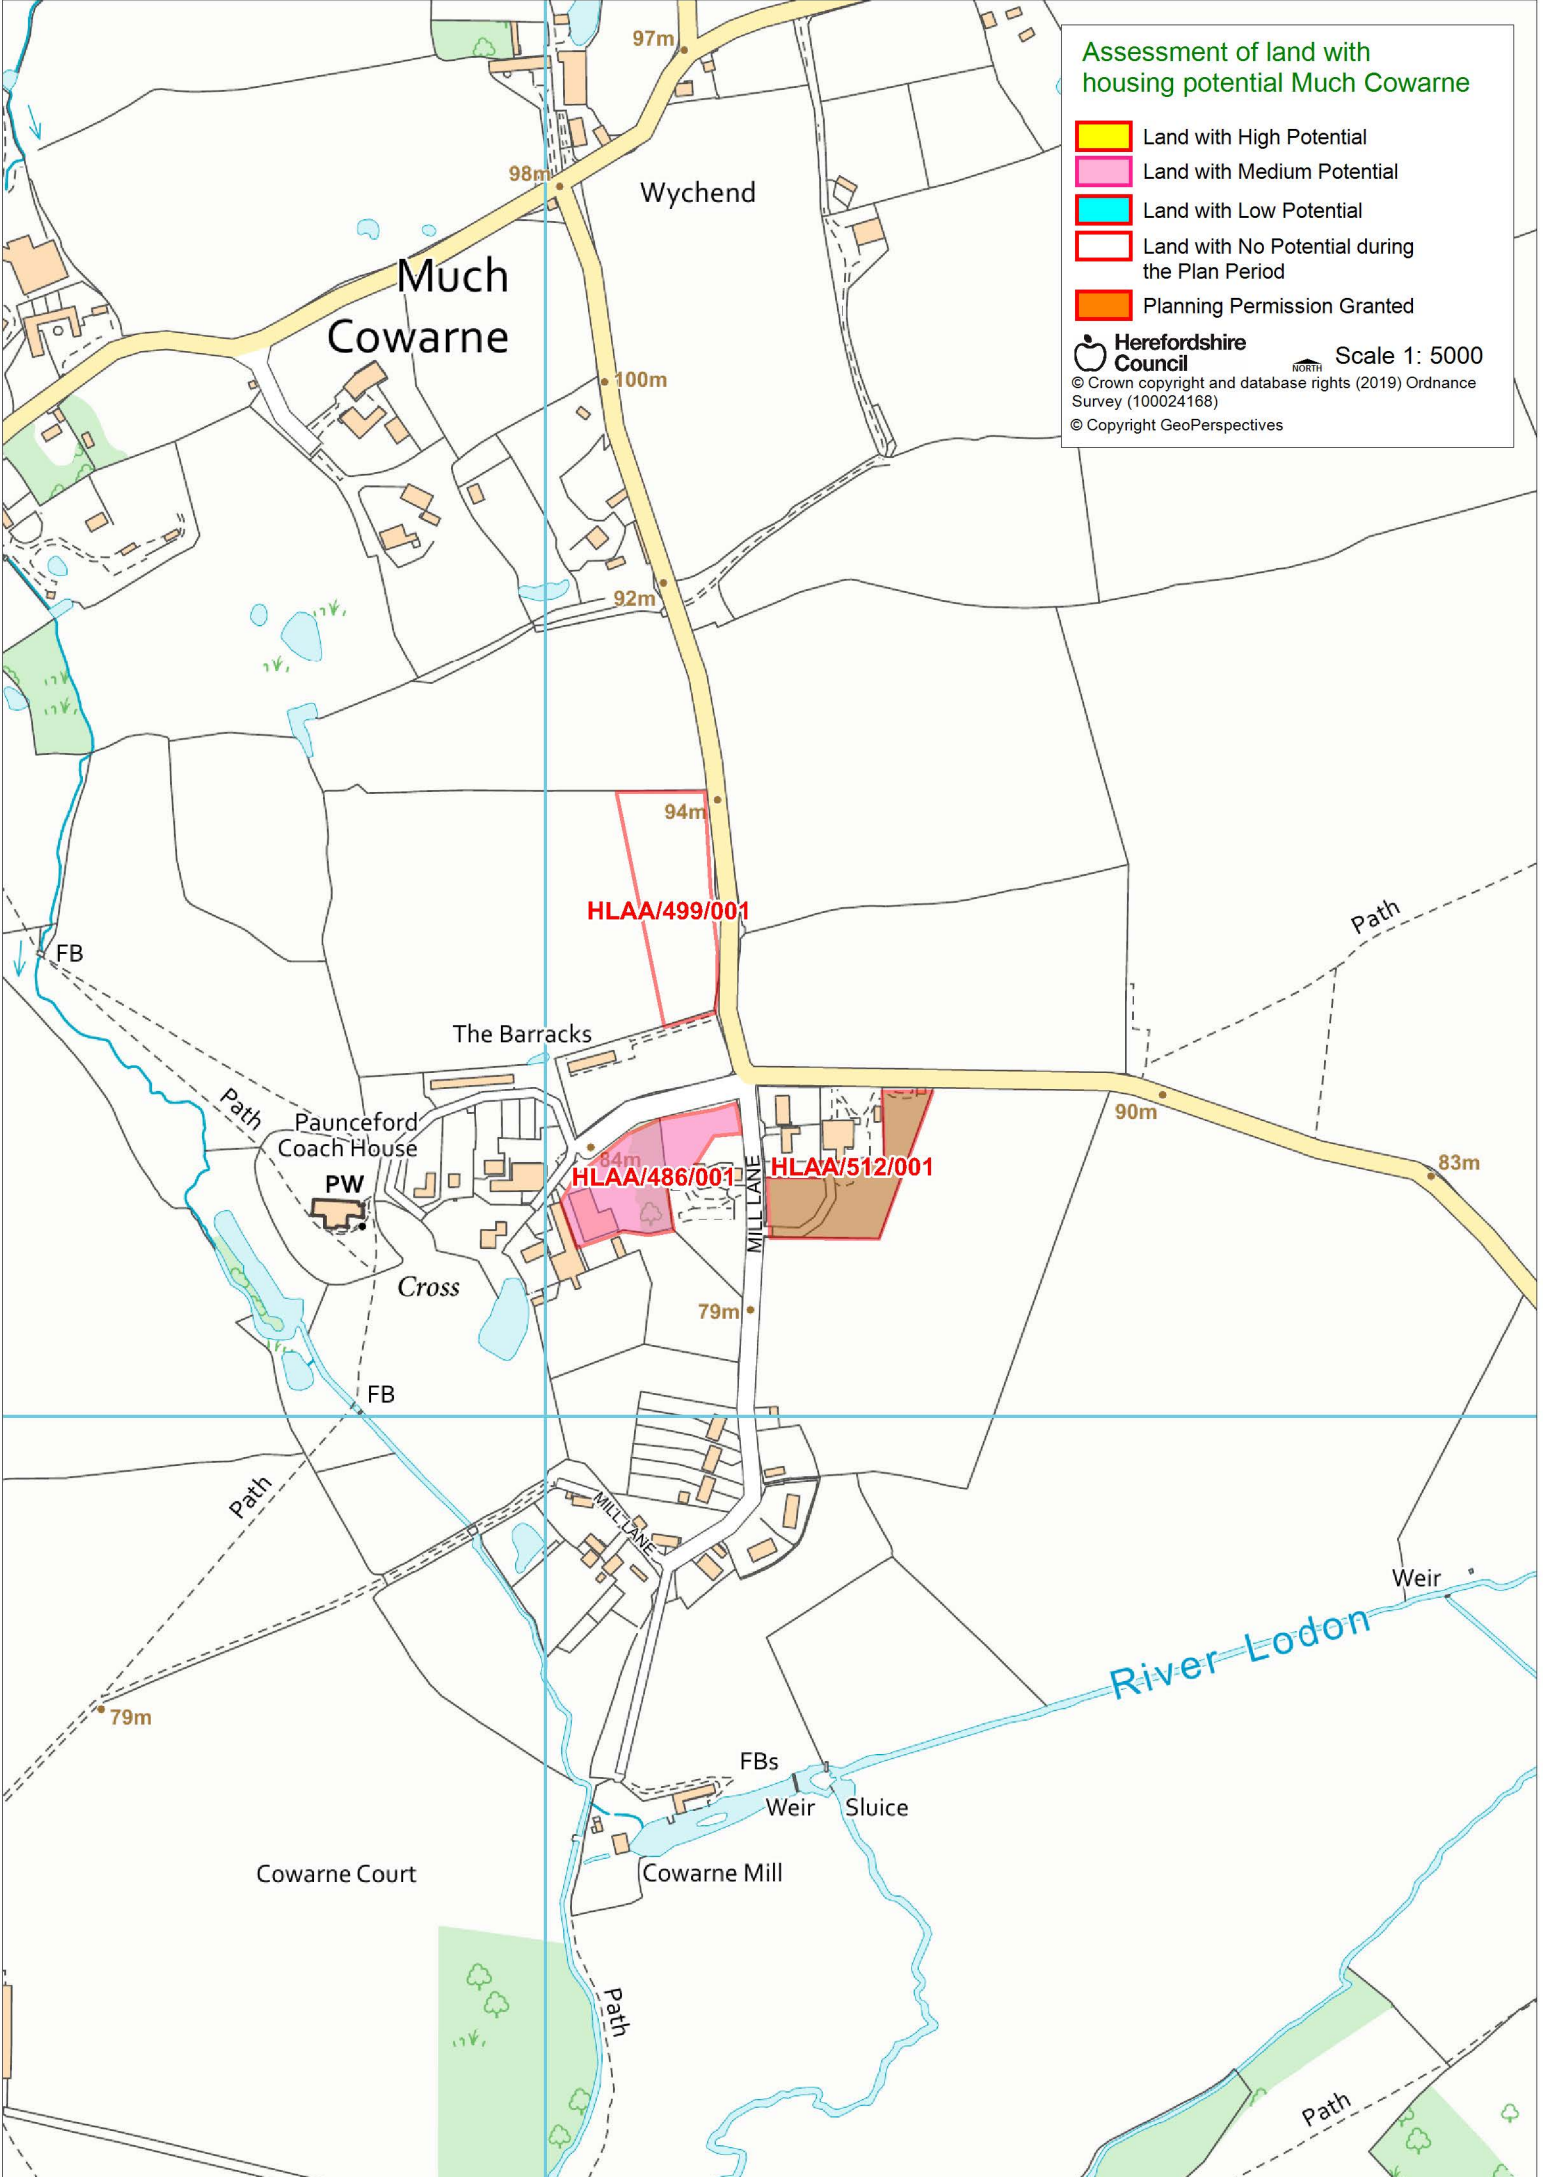 97m
Assessment of land with
housing potential Much Cowarne
Land with High Potential
Land with Medium Potential
Land with Low Potential
Land with No Potential during
the Plan Period
Planning Permission Granted
Herefordshire
Council
NORTH
Scale 1: 5000
© Crown copyright and database rights (2019) Ordnance
Survey (100024168)
© Copyright GeoPerspectives
98m
Wychend
Much
Cowarne
100m
92m
94m
HLAA/499/001
Path
FB
The Barracks
Path
Paunceford
Coach House
90m
84m
HLAA/486/001
HLAA/512/001
83m
PW
MILL LANE
Cross
79m
FB
Path
MILL LANE
Weir
River Lodon
79m
FBs
Weir
Sluice
Cowarne Court
Cowarne Mill
Path
Path